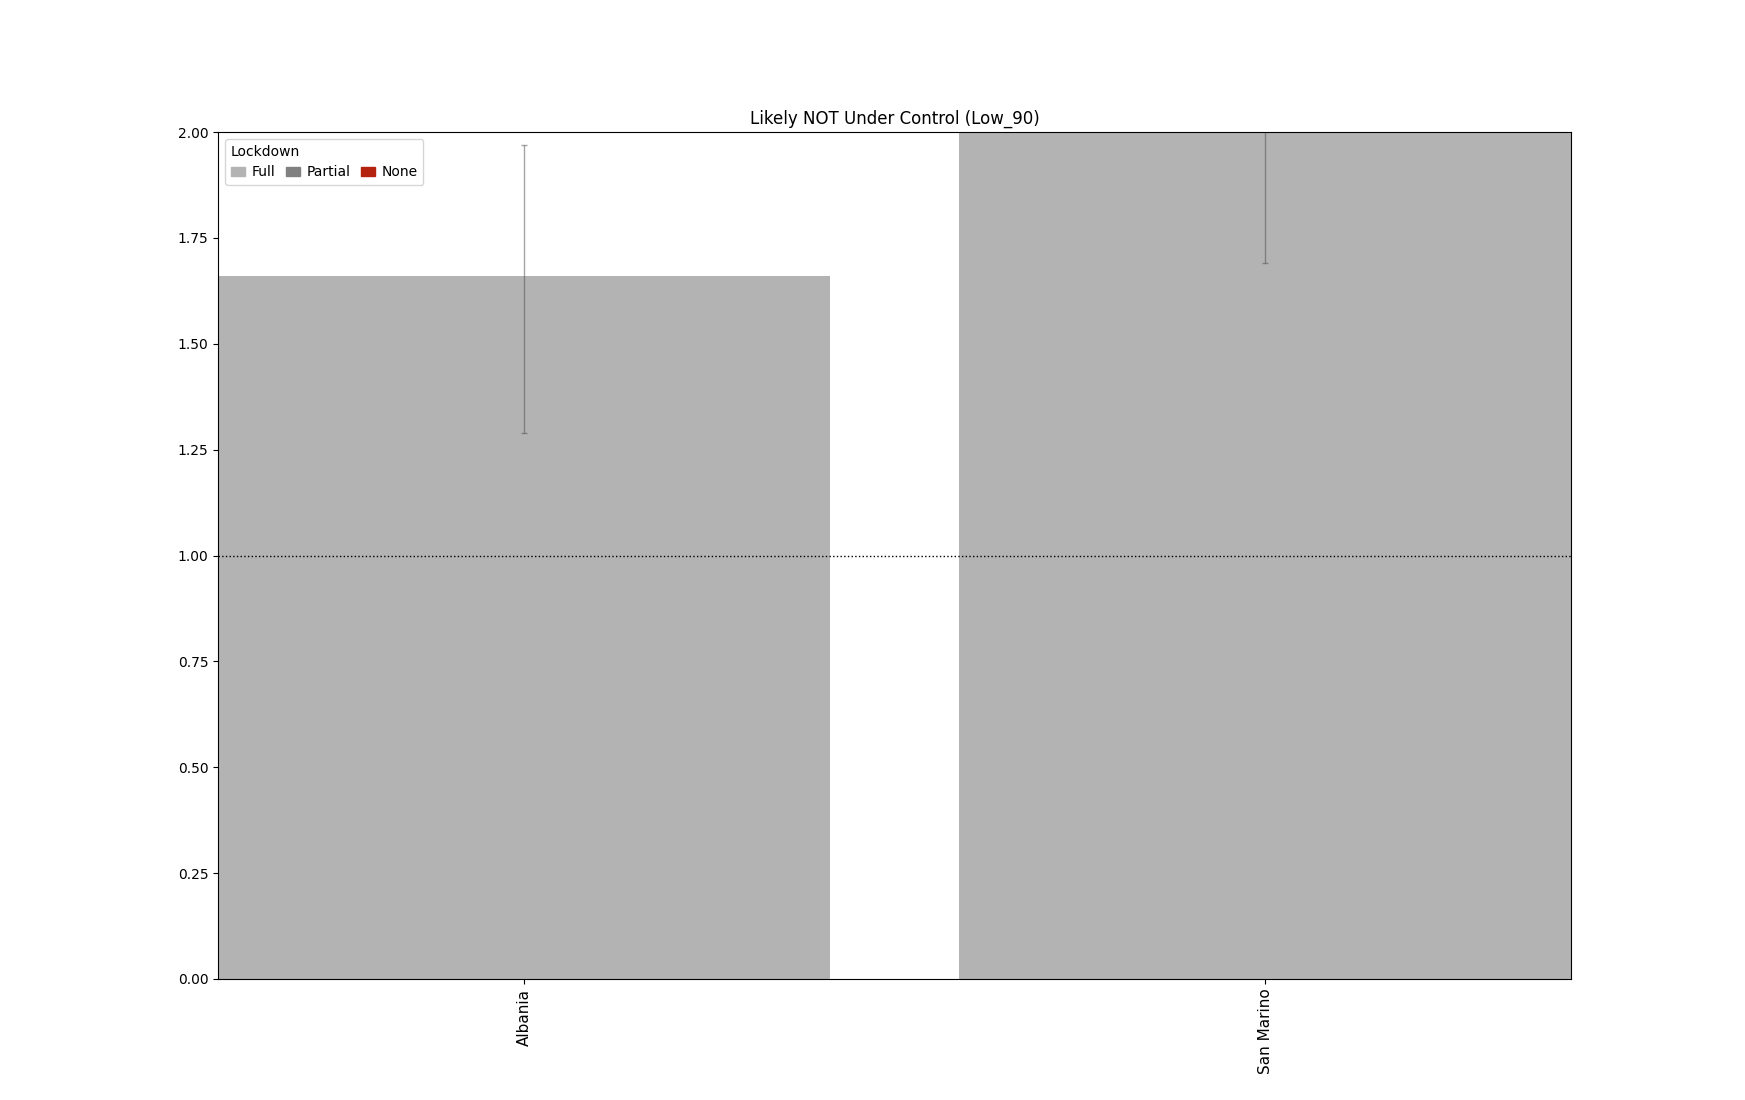 Likely NOT Under Control (Low_90)
Lockdown
Full Partial None
2.00
1.75
1.50
1.25
1.00
0.75
0.50
0.25
0.00
Albania
San Marino